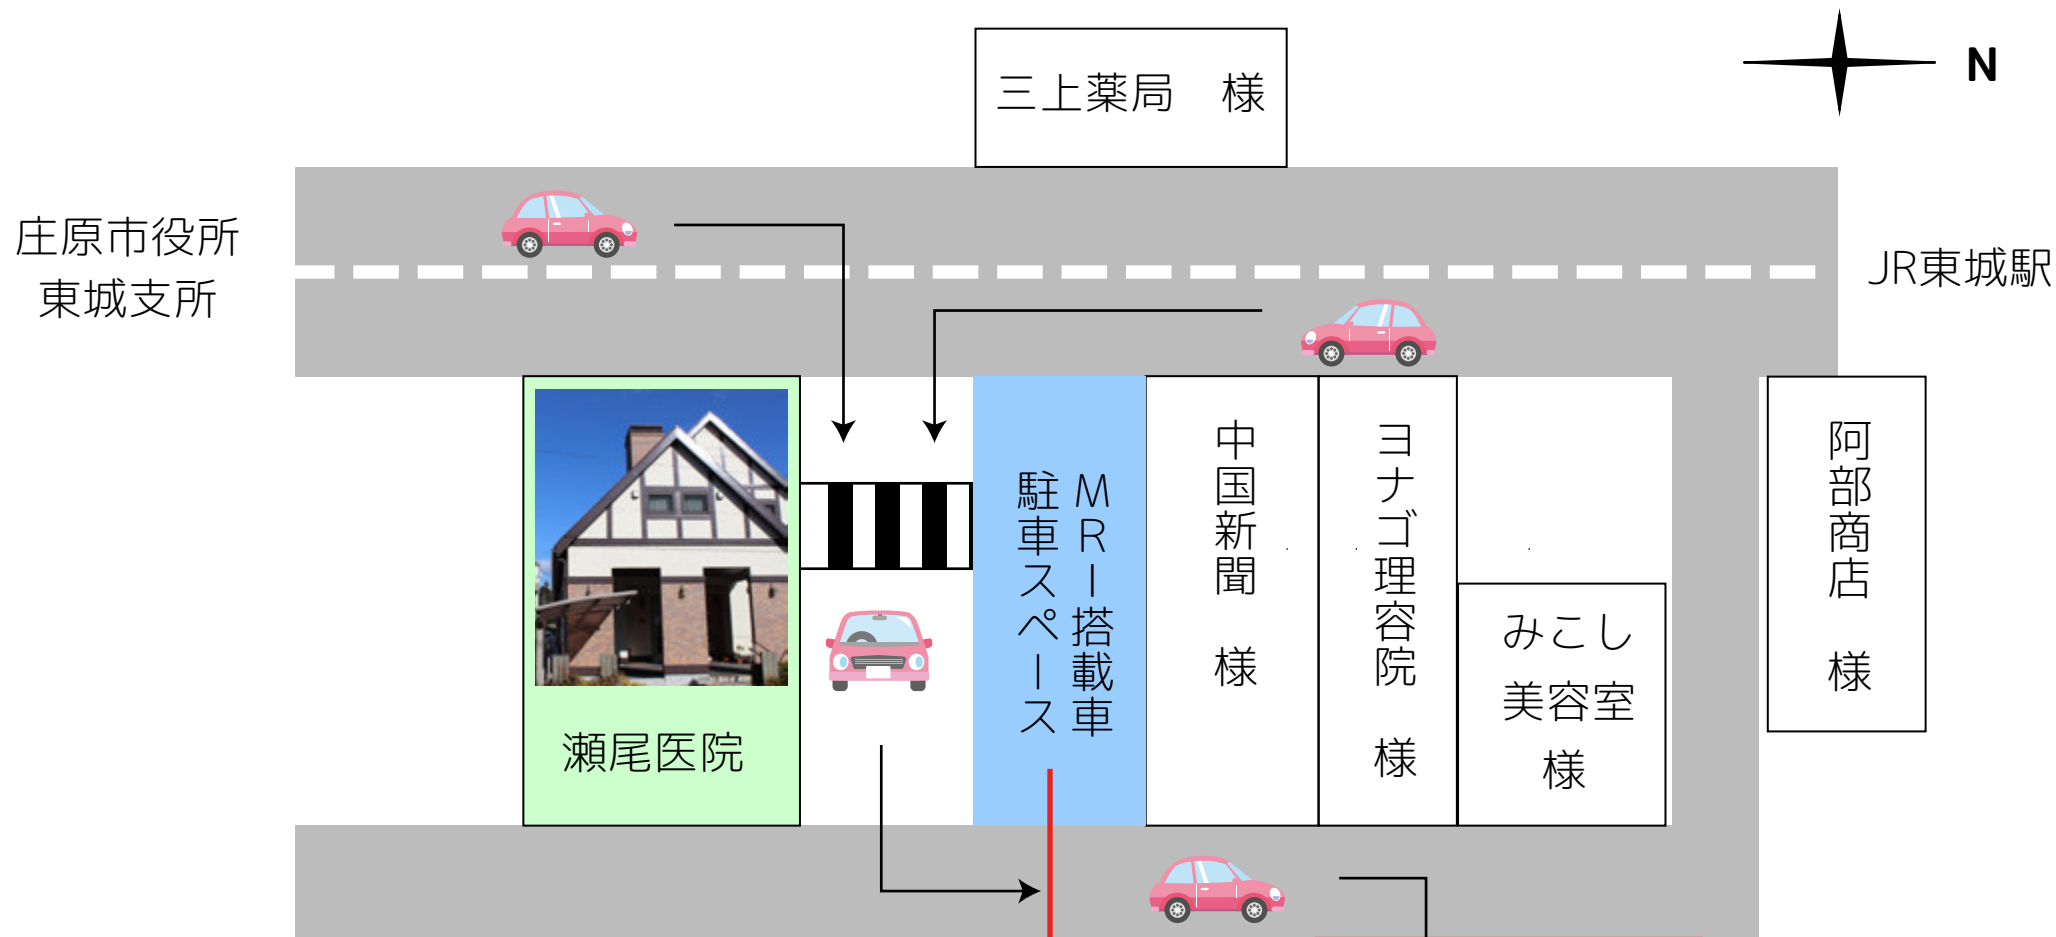 三上薬局　様
N
庄原市役所
東城支所
JR東城駅
瀬尾医院
MRI搭載車
駐車スペース
中国新聞　様
ヨナゴ理容院　様
みこし
美容室
様
阿部商店　様